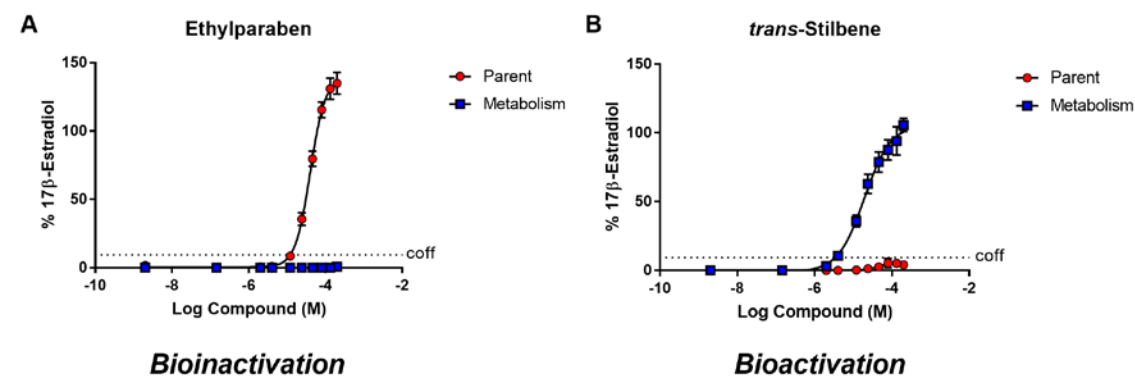 A
Ethylparaben
% 17β-Estradiol
150
100
50
0
-10
-8
-6
-4
-2
coff
Log Compound (M)
Parent
Metabolism
Bioinactivation
B
trans-Stilbene
% 17β-Estradiol
150
100
50
0
-10
-8
-6
-4
-2
coff
Log Compound (M)
Parent
Metabolism
Bioactivation